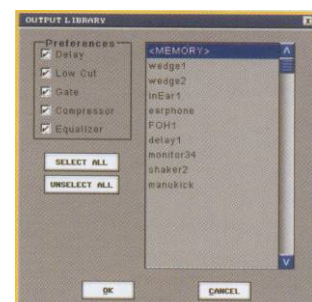 OUTPUT LIBRARY
Preferences
Delay
Low Cut
Gate
Compressor
Equalizer
SELECT ALL
UNSELECT ALL
<MEMORY>
wedge1
wedge2
inEar1
earphone
FOH1
delay1
monitor34
shaker2
manukick
OK
CANCEL